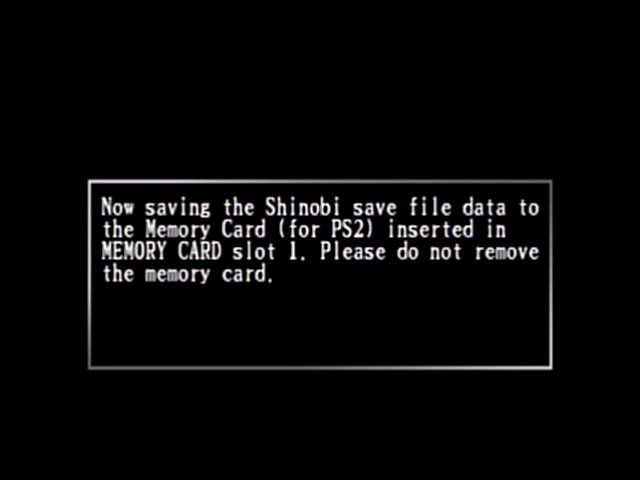 Now saving the Shinobi save file data to
the Memory Card (for PS2) inserted in
MEMORY CARD slot 1. Please do not remove
the memory card.